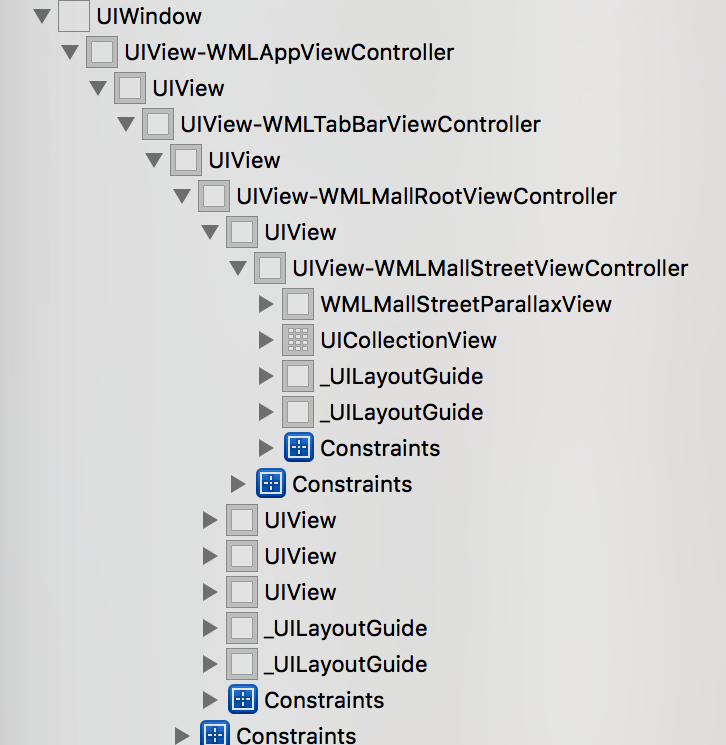 UIWindow
UIView-WMLAppViewController
UIView
UIView-WMLTabBarViewController
UIView
UIView-WMLMallRootViewController
UIView
UIView-WMLMallStreetViewController
WMLMallStreetParallaxView
UICollectionView
_UILayoutGuide
_UILayoutGuide
Constraints
Constraints
UIView
UIView
UIView
_UILayoutGuide
_UILayoutGuide
Constraints
Constraints